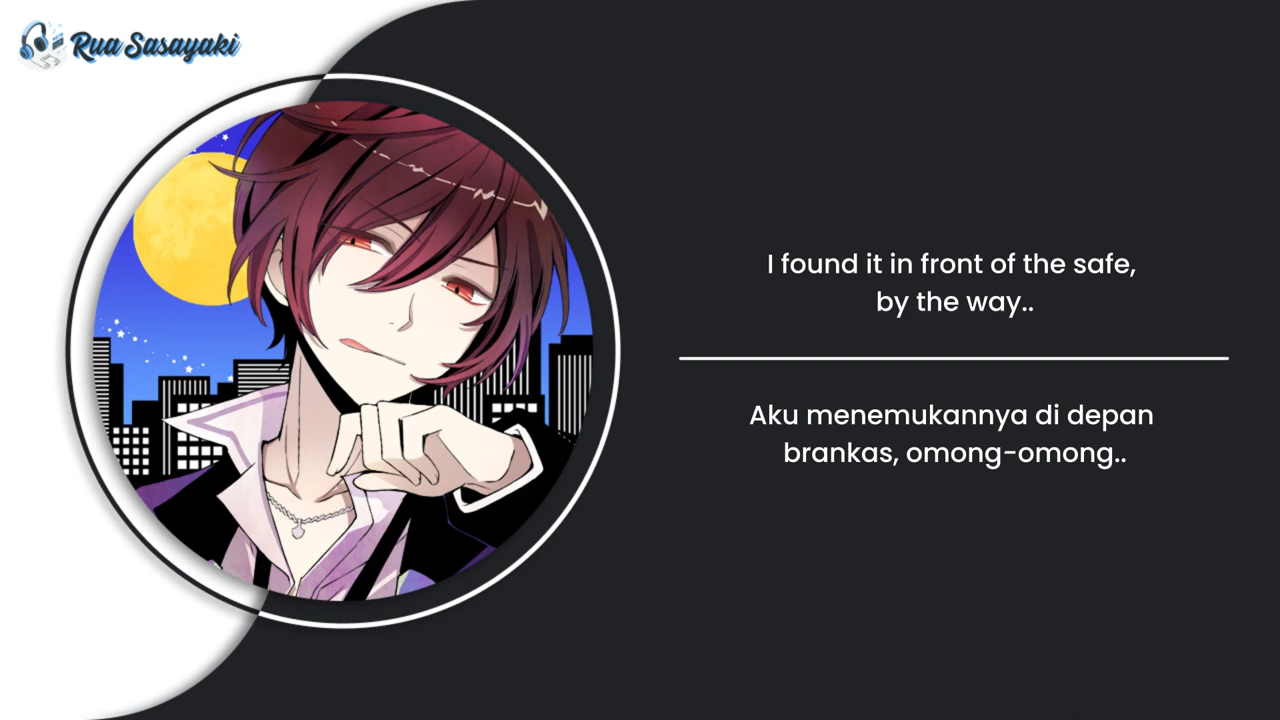 Rua Sasayaki
I found it in front of the safe,
by the way..
Aku menemukannya di depan
brankas, omong-omong..